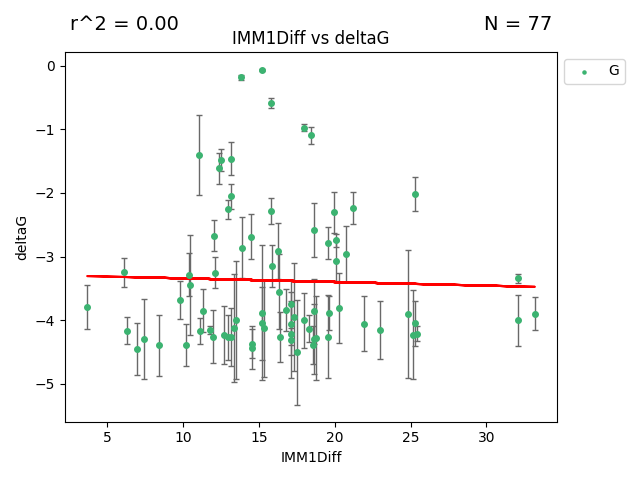 r^2 = 0.00
N = 77
IMM1Diff vs deltaG
G
0
−1
−2
−3
−4
−5
deltaG
5
10
15
20
25
30
IMM1Diff